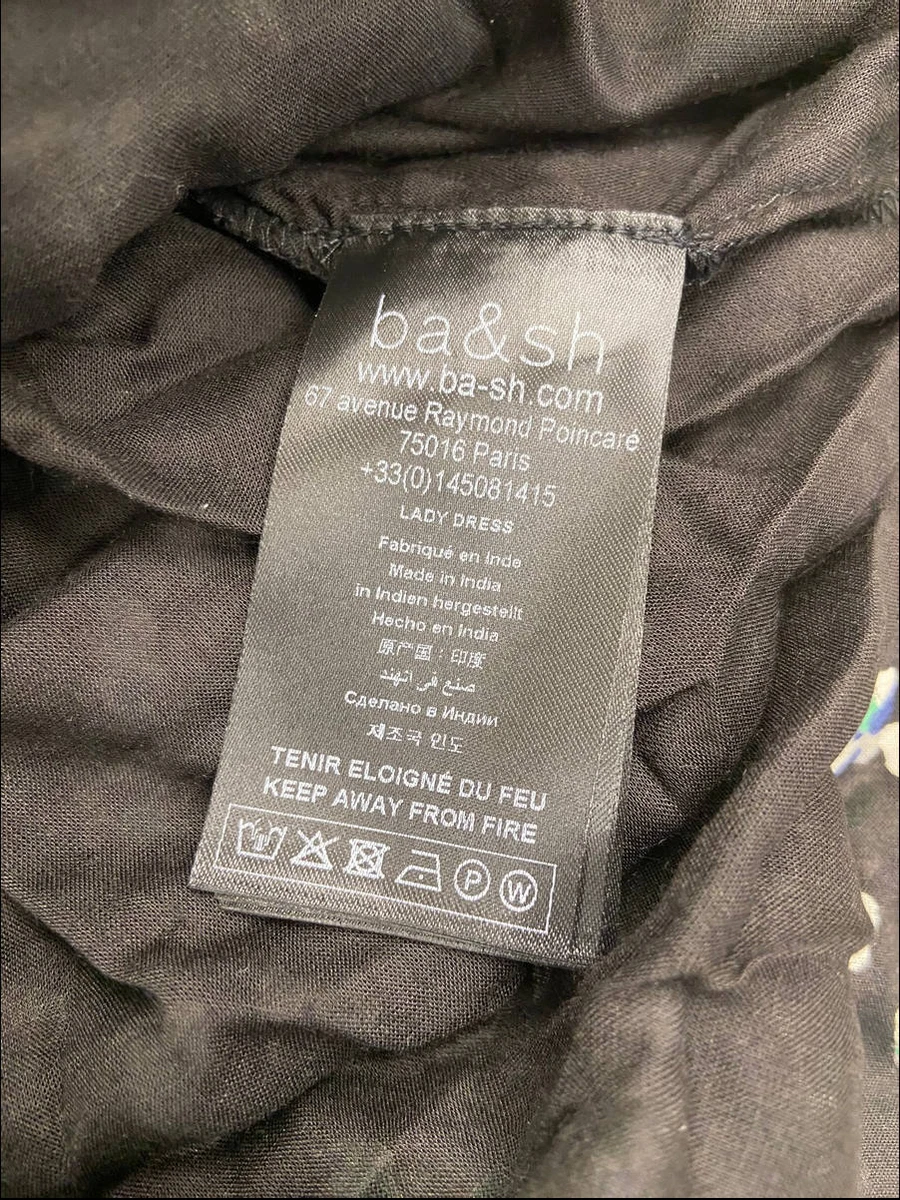 ba&sh
www.ba-sh.com
67 avenue Raymond Poincaré
75016 Paris
+33(0)145081415
LADY DRESS
Fabriqué en Inde
Made in India
in Indien hergestellt
Hecho en India
原产国：印度
صنع في الهند
Сделано в Индии
제조국 인도
TENIR ELOIGNÉ DU FEU
KEEP AWAY FROM FIRE
P W